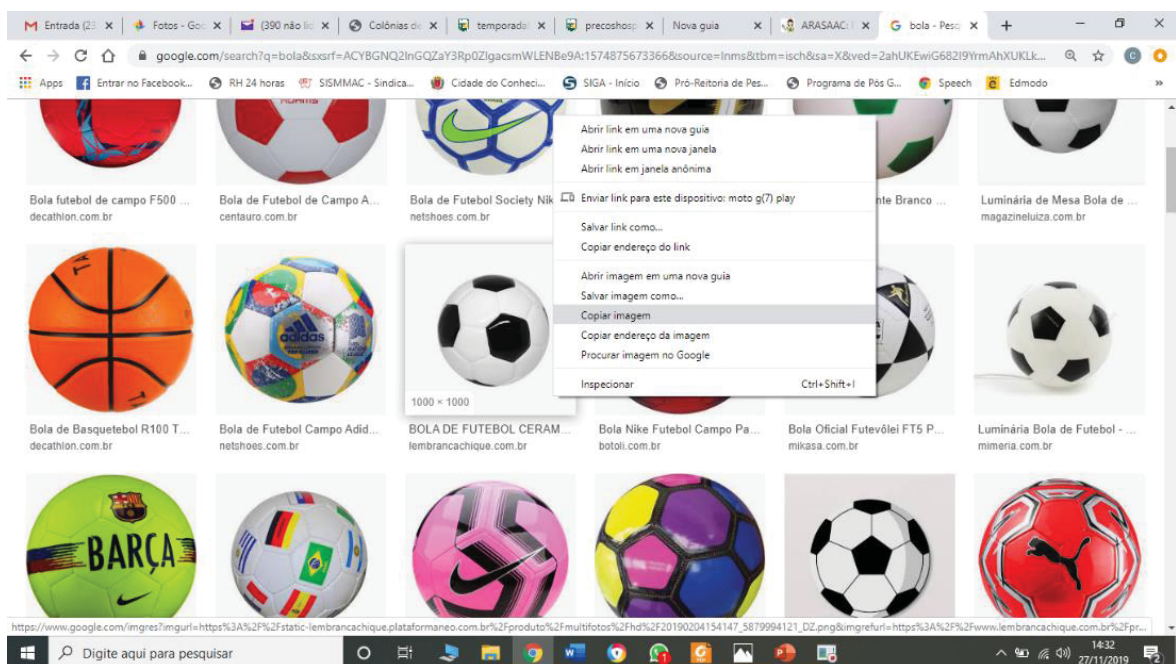 Entrada (23
Fotos - Goo
(390 não lic
Colônias de
temporada
precoshosp
Nova guia
ARASAAC:
bola - Pesq
google.com/search?q=bola&sxsrf=ACYBGNQ2InGQZaY3Rp0ZlgacsmWLENBe9A:1574875673366&source=lnms&tbm=isch&sa=X&ved=2ahUKEwiG682I9YrmAhXUKLk...
Apps
Entrar no Facebook...
RH 24 horas
SISMMAC - Sindica...
Cidade do Conheci...
SIGA - Início
Pró-Reitoria de Pes...
Programa de Pós G...
Speech
Edmodo
»
Abrir link em uma nova guia
Abrir link em uma nova janela
Abrir link em janela anônima
Enviar link para este dispositivo: moto g(7) play
Salvar link como...
Copiar endereço do link
Abrir imagem em uma nova guia
Salvar imagem como...
Copiar imagem
Copiar endereço da imagem
Procurar imagem no Google
Inspecionar Ctrl+Shift+I
Bola futebol de campo F500 ...
decathlon.com.br
Bola de Futebol de Campo A...
centauro.com.br
Bola de Futebol Society Nik
netshoes.com.br
nte Branco ...
Luminária de Mesa Bola de ...
magazineluiza.com.br
adidas
1000 × 1000
Bola de Basquetebol R100 T...
decathlon.com.br
Bola de Futebol Campo Adid...
netshoes.com.br
BOLA DE FUTEBOL CERAM...
lembrancachique.com.br
Bola Nike Futebol Campo Pa...
botoli.com.br
Bola Oficial Futevôlei FT5 P...
mikasa.com.br
Luminária Bola de Futebol - ...
mimeria.com.br
BARÇA
https://www.google.com/imgres?imgurl=https%3A%2F%2Fstatic-lembrancachique.plataformaneo.com.br%2Fproduto%2Fmultifotos%2Fhd%2F20190204154147_5879994121_DZ.png&imgrefurl=https%3A%2F%2Fwww.lembrancachique.com.br%2Fpr...
Digite aqui para pesquisar
14:32
27/11/2019